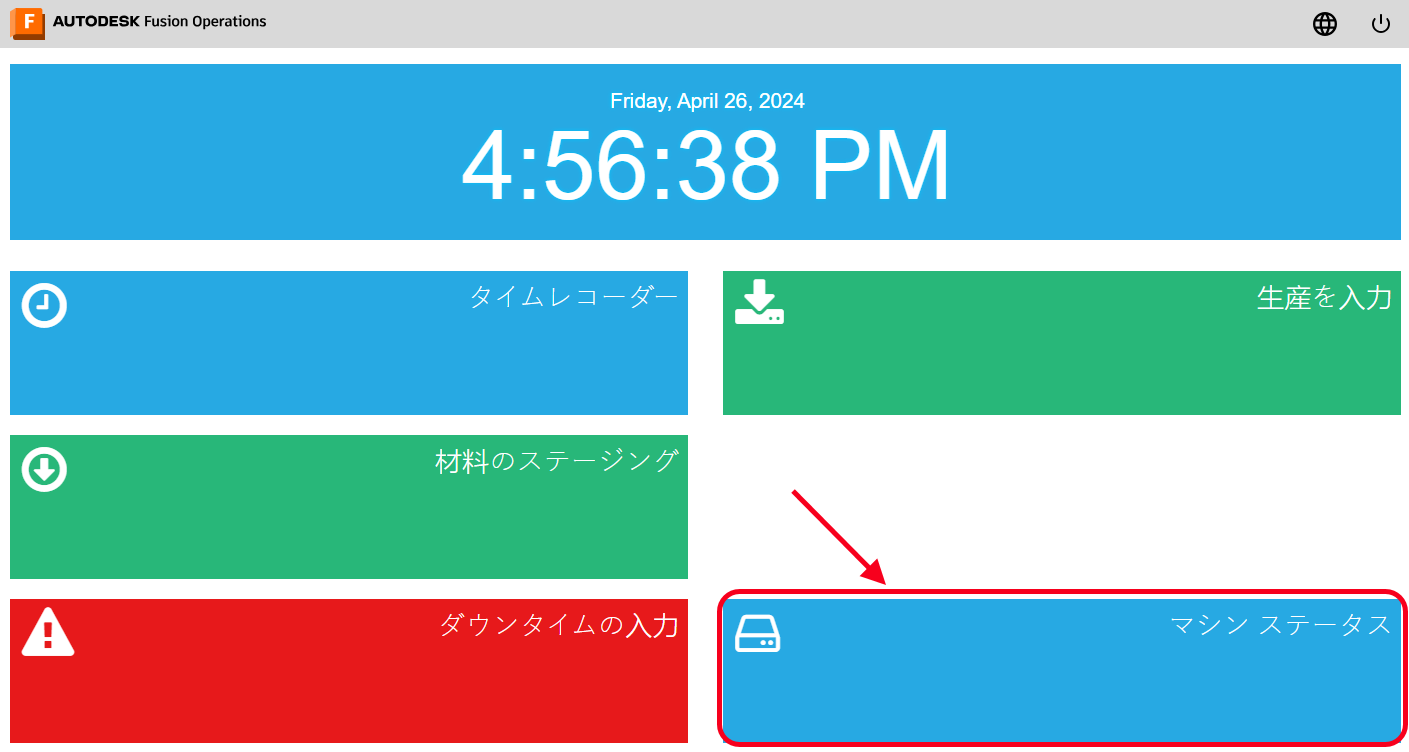 F AUTODESK Fusion Operations
Friday, April 26, 2024
4:56:38 PM
タイムレコーダー
生産を入力
材料のステージング
ダウンタイムの入力
マシン ステータス